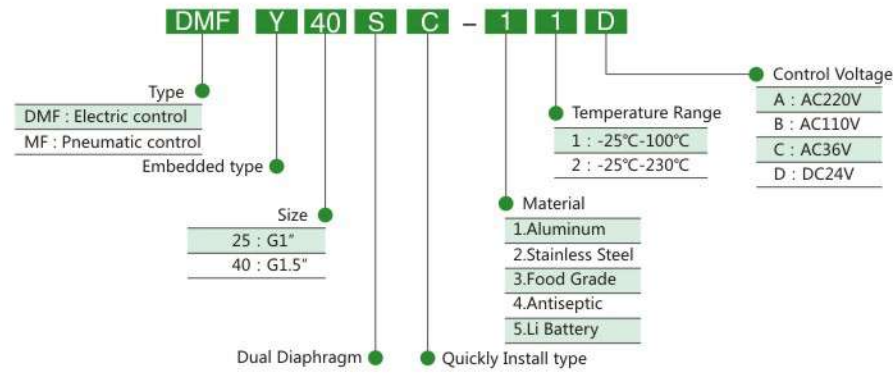 DMF Y 40 S C - 1 1 D
Type
DMF : Electric control
MF : Pneumatic control
Embedded type
Size
25 : G1"
40 : G1.5"
Dual Diaphragm
Quickly Install type
Material
1.Aluminum
2.Stainless Steel
3.Food Grade
4.Antiseptic
5.Li Battery
Temperature Range
1 : -25℃-100℃
2 : -25℃-230℃
Control Voltage
A : AC220V
B : AC110V
C : AC36V
D : DC24V